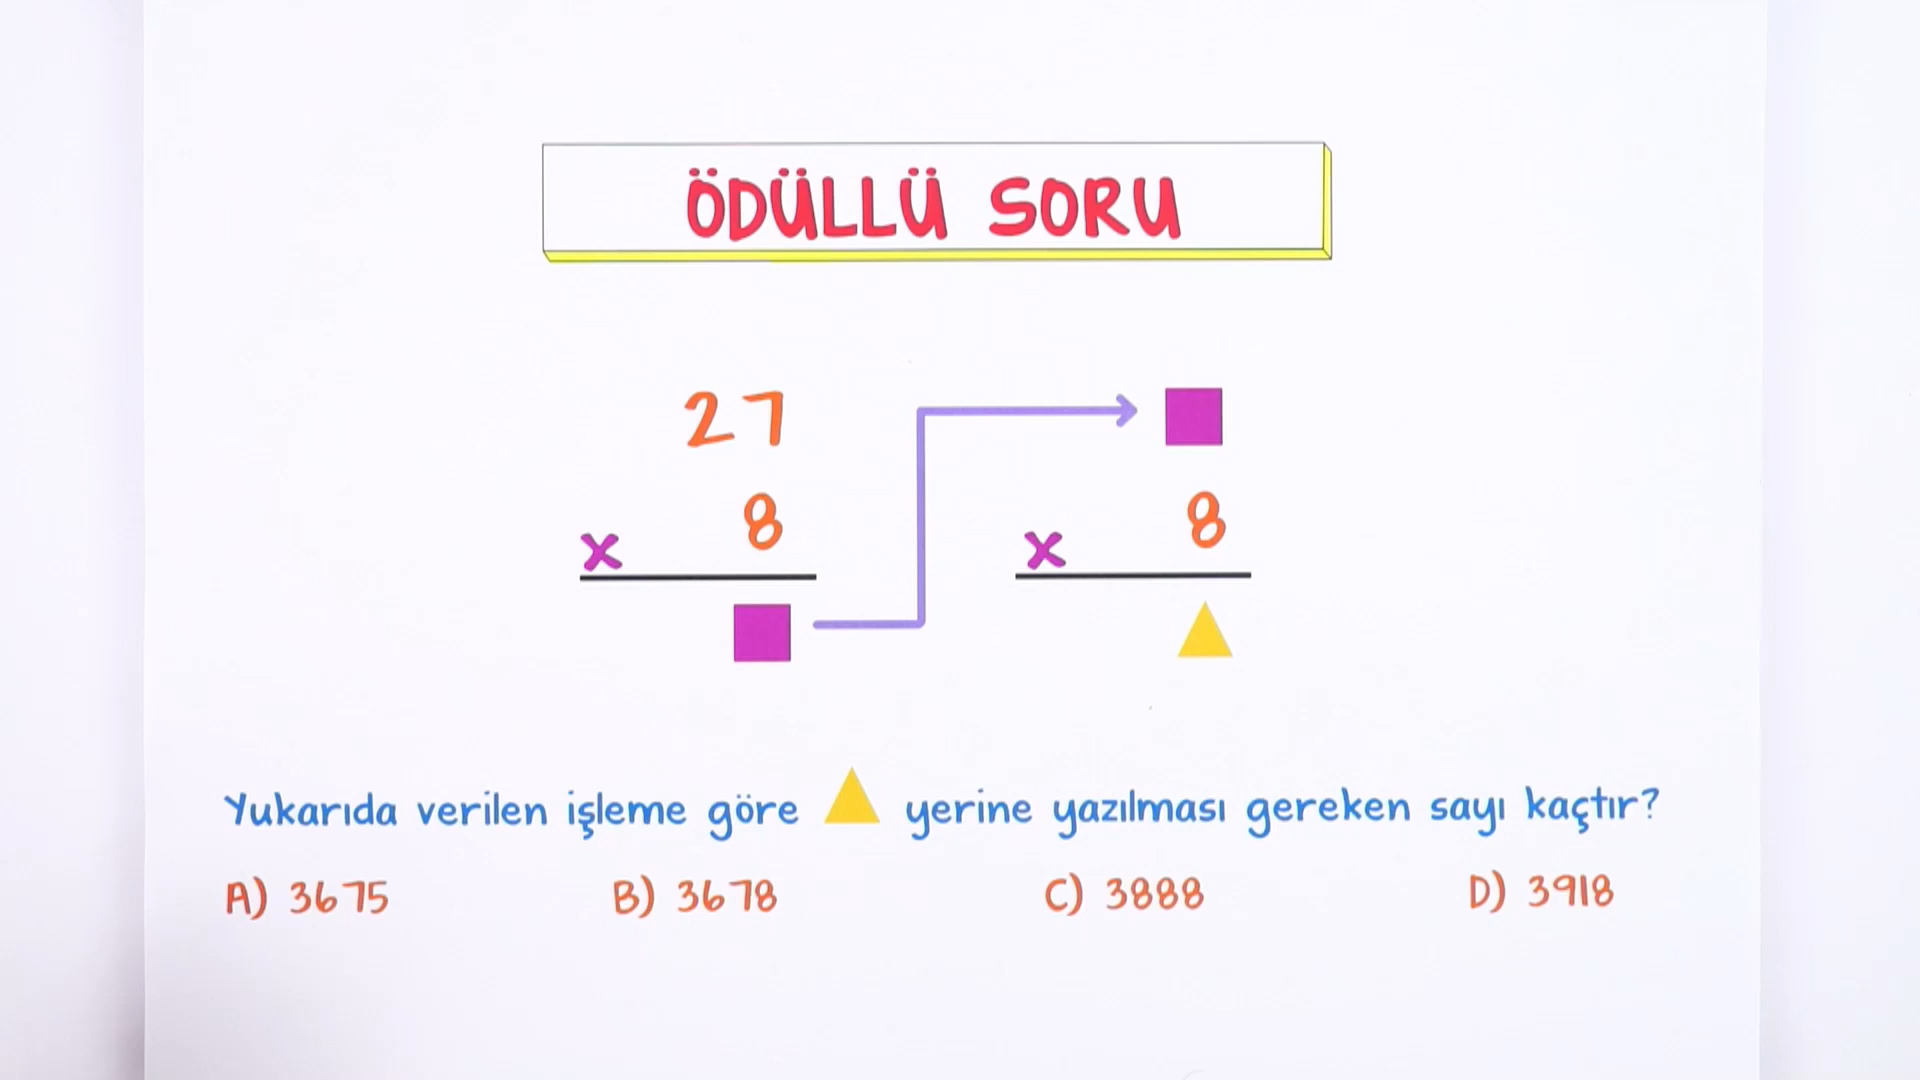 ÖDÜLLÜ SORU
27
8
x
8
x
Yukarıda verilen işleme göre yerine yazılması gereken sayı kaçtır?
A) 3675 B) 3678 C) 3888 D) 3918